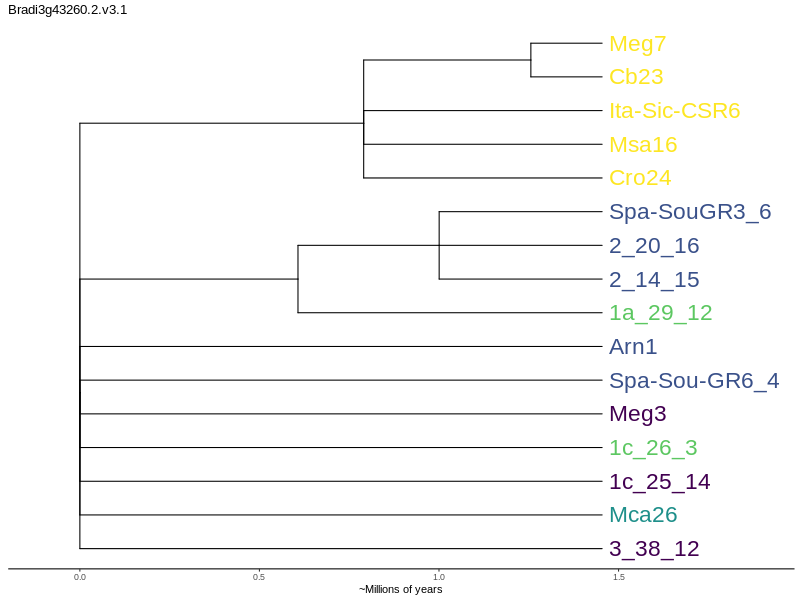 Bradi3g43260.2.v3.1
Meg7
Cb23
Ita-Sic-CSR6
Msa16
Cro24
Spa-SouGR3_6
2_20_16
2_14_15
1a_29_12
Arn1
Spa-Sou-GR6_4
Meg3
1c_26_3
1c_25_14
Mca26
3_38_12
0.0 0.5 1.0 1.5
~Millions of years